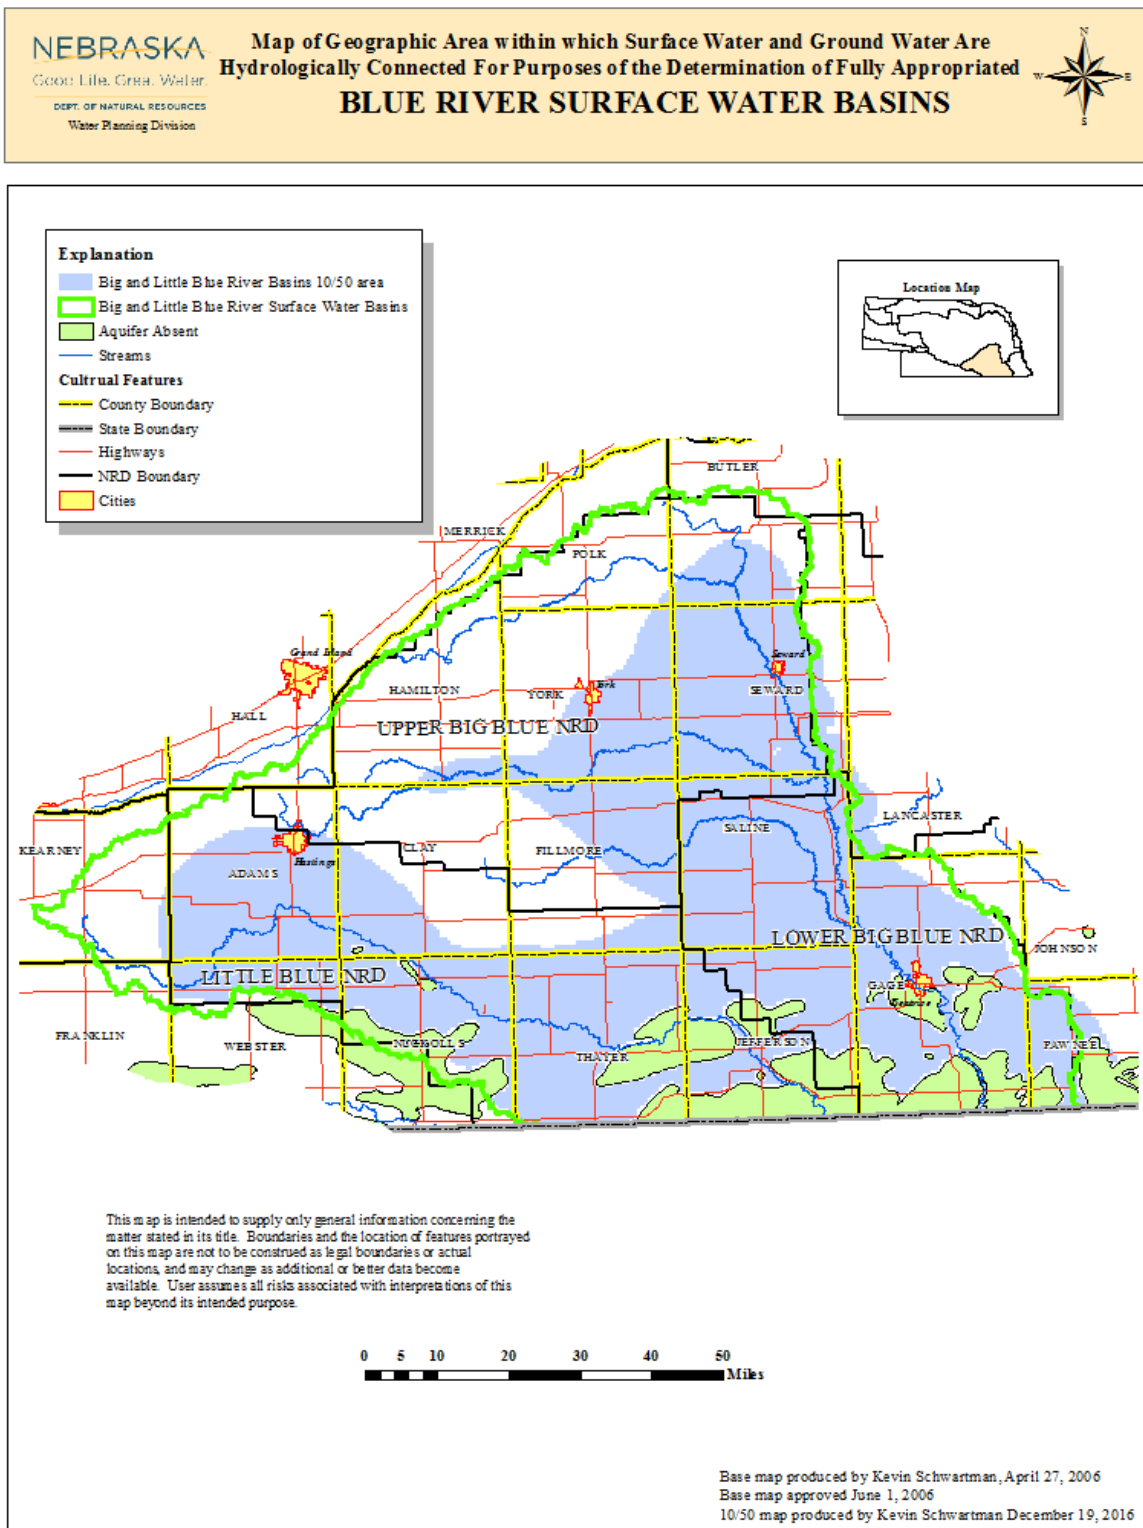 NEBRASKA
Good Life. Great Water.
DEPT. OF NATURAL RESOURCES
Water Planning Division
Map of Geographic Area within which Surface Water and Ground Water Are
Hydrologically Connected For Purposes of the Determination of Fully Appropriated
BLUE RIVER SURFACE WATER BASINS
N
W
E
S
Explanation
Big and Little Blue River Basins 10/50 area
Big and Little Blue River Surface Water Basins
Aquifer Absent
Streams
Cultrual Features
County Boundary
State Boundary
Highways
NRD Boundary
Cities
Location Map
BUTLER
MERRICK
POLK
Grand Island
Seward
HAMILTON
YORK
York
SEWARD
HALL
UPPER BIG BLUE NRD
LANCASTER
SALINE
KEARNEY
CLAY
FILLMORE
Hastings
ADAMS
LOWER BIG BLUE NRD
JOHNSON
LITTLE BLUE NRD
GAGE
Beatrice
FRANKLIN
WEBSTER
NUCKOLLS
THAYER
JEFFERSON
PAWNEE
This map is intended to supply only general information concerning the
matter stated in its title. Boundaries and the location of features portrayed
on this map are not to be construed as legal boundaries or actual
locations, and may change as additional or better data become
available. User assumes all risks associated with interpretations of this
map beyond its intended purpose.
0 5 10 20 30 40 50
Miles
Base map produced by Kevin Schwartman, April 27, 2006
Base map approved June 1, 2006
10/50 map produced by Kevin Schwartman December 19, 2016